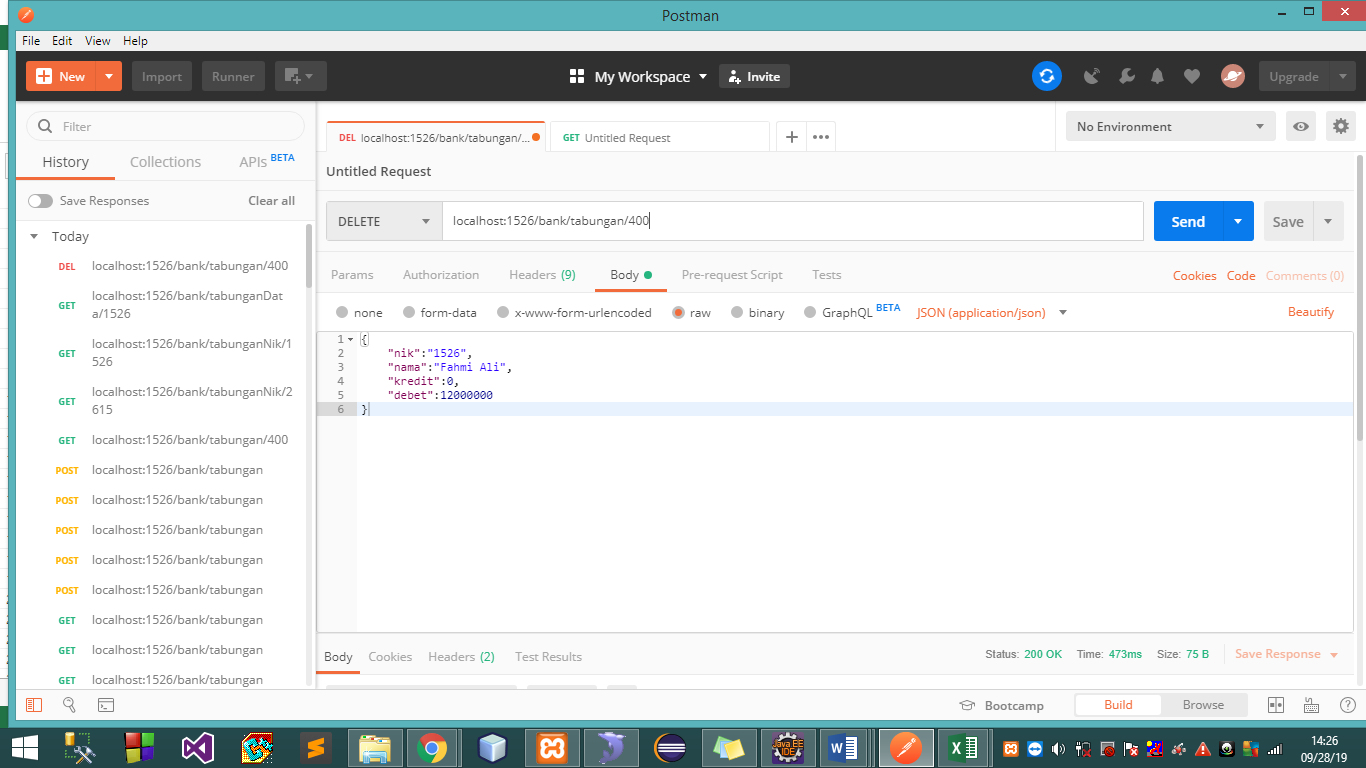 Postman
File Edit View Help
New Import Runner My Workspace Invite Upgrade
Filter
History Collections APIs BETA
Save Responses Clear all
Today
DEL localhost:1526/bank/tabungan/400
GET localhost:1526/bank/tabunganDat
a/1526
GET localhost:1526/bank/tabunganNik/1
526
GET localhost:1526/bank/tabunganNik/2
615
GET localhost:1526/bank/tabungan/400
POST localhost:1526/bank/tabungan
POST localhost:1526/bank/tabungan
POST localhost:1526/bank/tabungan
POST localhost:1526/bank/tabungan
POST localhost:1526/bank/tabungan
GET localhost:1526/bank/tabungan
GET localhost:1526/bank/tabungan
GET localhost:1526/bank/tabungan
DEL localhost:1526/bank/tabungan/... GET Untitled Request + ••• No Environment
Untitled Request
DELETE localhost:1526/bank/tabungan/400 Send Save
Params Authorization Headers (9) Body Pre-request Script Tests Cookies Code Comments (0)
none form-data x-www-form-urlencoded raw binary GraphQL BETA JSON (application/json) Beautify
1 {
2 "nik":"1526",
3 "nama":"Fahmi Ali",
4 "kredit":0,
5 "debet":12000000
6 }
Body Cookies Headers (2) Test Results Status: 200 OK Time: 473ms Size: 75 B Save Response
Bootcamp Build Browse
Java EE
IDE
14:26
09/28/19